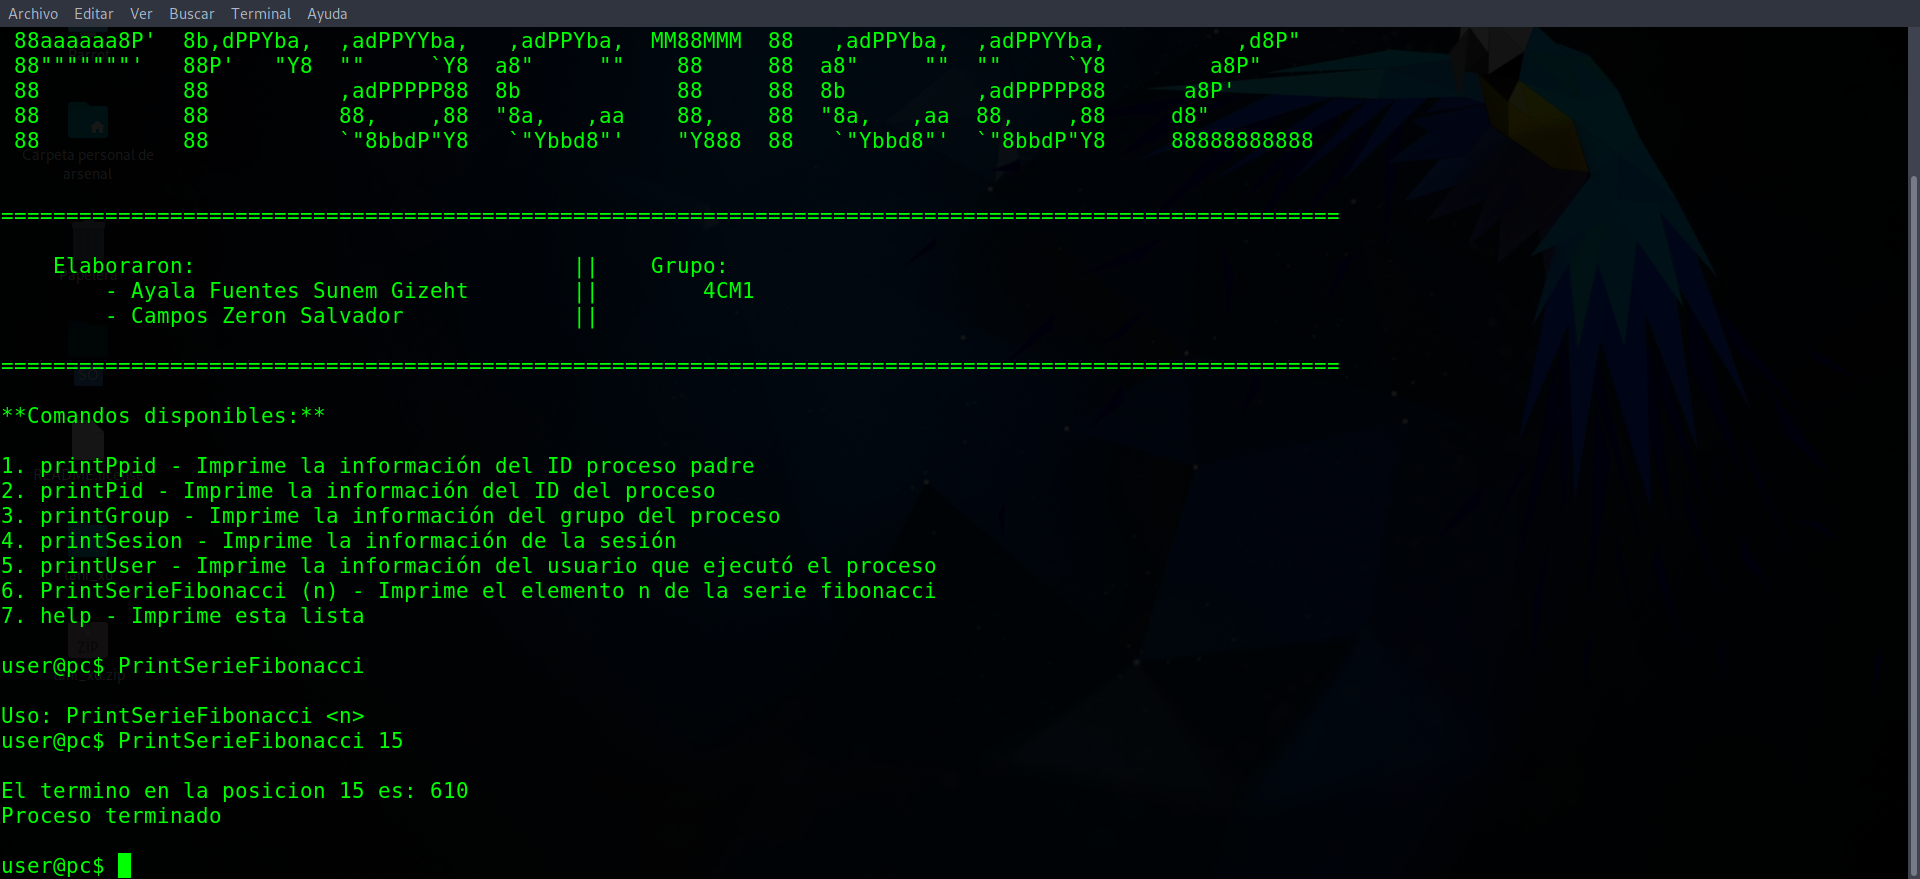 Archivo Editar Ver Buscar Terminal Ayuda
 88aaaaaa8P'  8b,dPPYba,  ,adPPYYba,   ,adPPYba,  MM88MMM  88   ,adPPYba,  ,adPPYYba,          ,d8P"
 88"""""""'   88P'   "Y8  ""     `Y8  a8"     ""    88     88  a8"     ""  ""     `Y8        a8P"
 88           88          ,adPPPPP88  8b            88     88  8b          ,adPPPPP88      a8P'
 88           88          88,    ,88  "8a,   ,aa    88,    88  "8a,   ,aa  88,    ,88     d8"
 88           88          `"8bbdP"Y8   `"Ybbd8"'    "Y888  88   `"Ybbd8"'  `"8bbdP"Y8     88888888888
=======================================================================================================
Elaboraron: || Grupo:
- Ayala Fuentes Sunem Gizeht || 4CM1
- Campos Zeron Salvador ||
=======================================================================================================
**Comandos disponibles:**
1. printPpid - Imprime la información del ID proceso padre
2. printPid - Imprime la información del ID del proceso
3. printGroup - Imprime la información del grupo del proceso
4. printSesion - Imprime la información de la sesión
5. printUser - Imprime la información del usuario que ejecutó el proceso
6. PrintSerieFibonacci (n) - Imprime el elemento n de la serie fibonacci
7. help - Imprime esta lista
user@pc$ PrintSerieFibonacci
Uso: PrintSerieFibonacci <n>
user@pc$ PrintSerieFibonacci 15
El termino en la posicion 15 es: 610
Proceso terminado
user@pc$
Carpeta personal de
arsenal